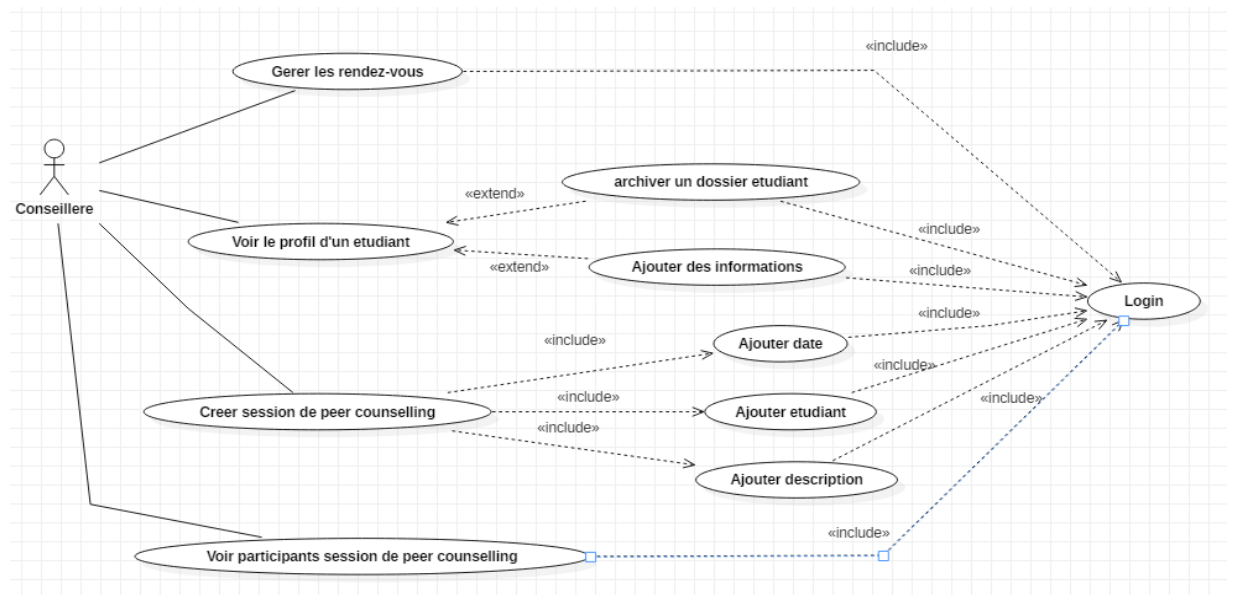 «include»
Gerer les rendez-vous
archiver un dossier etudiant
«extend»
Conseillere
«include»
Voir le profil d'un etudiant
«extend»
Ajouter des informations
«include»
Login
«include»
«include»
Ajouter date
«include»
«include»
«include»
Creer session de peer counselling
Ajouter etudiant
«include»
Ajouter description
«include»
Voir participants session de peer counselling